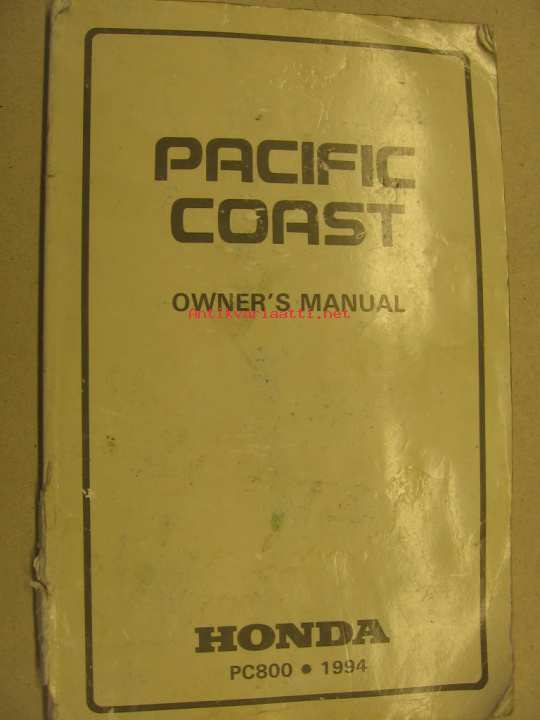 PACIFIC
COAST
OWNER'S MANUAL
Antikvariaatti.net
HONDA
PC800 • 1994